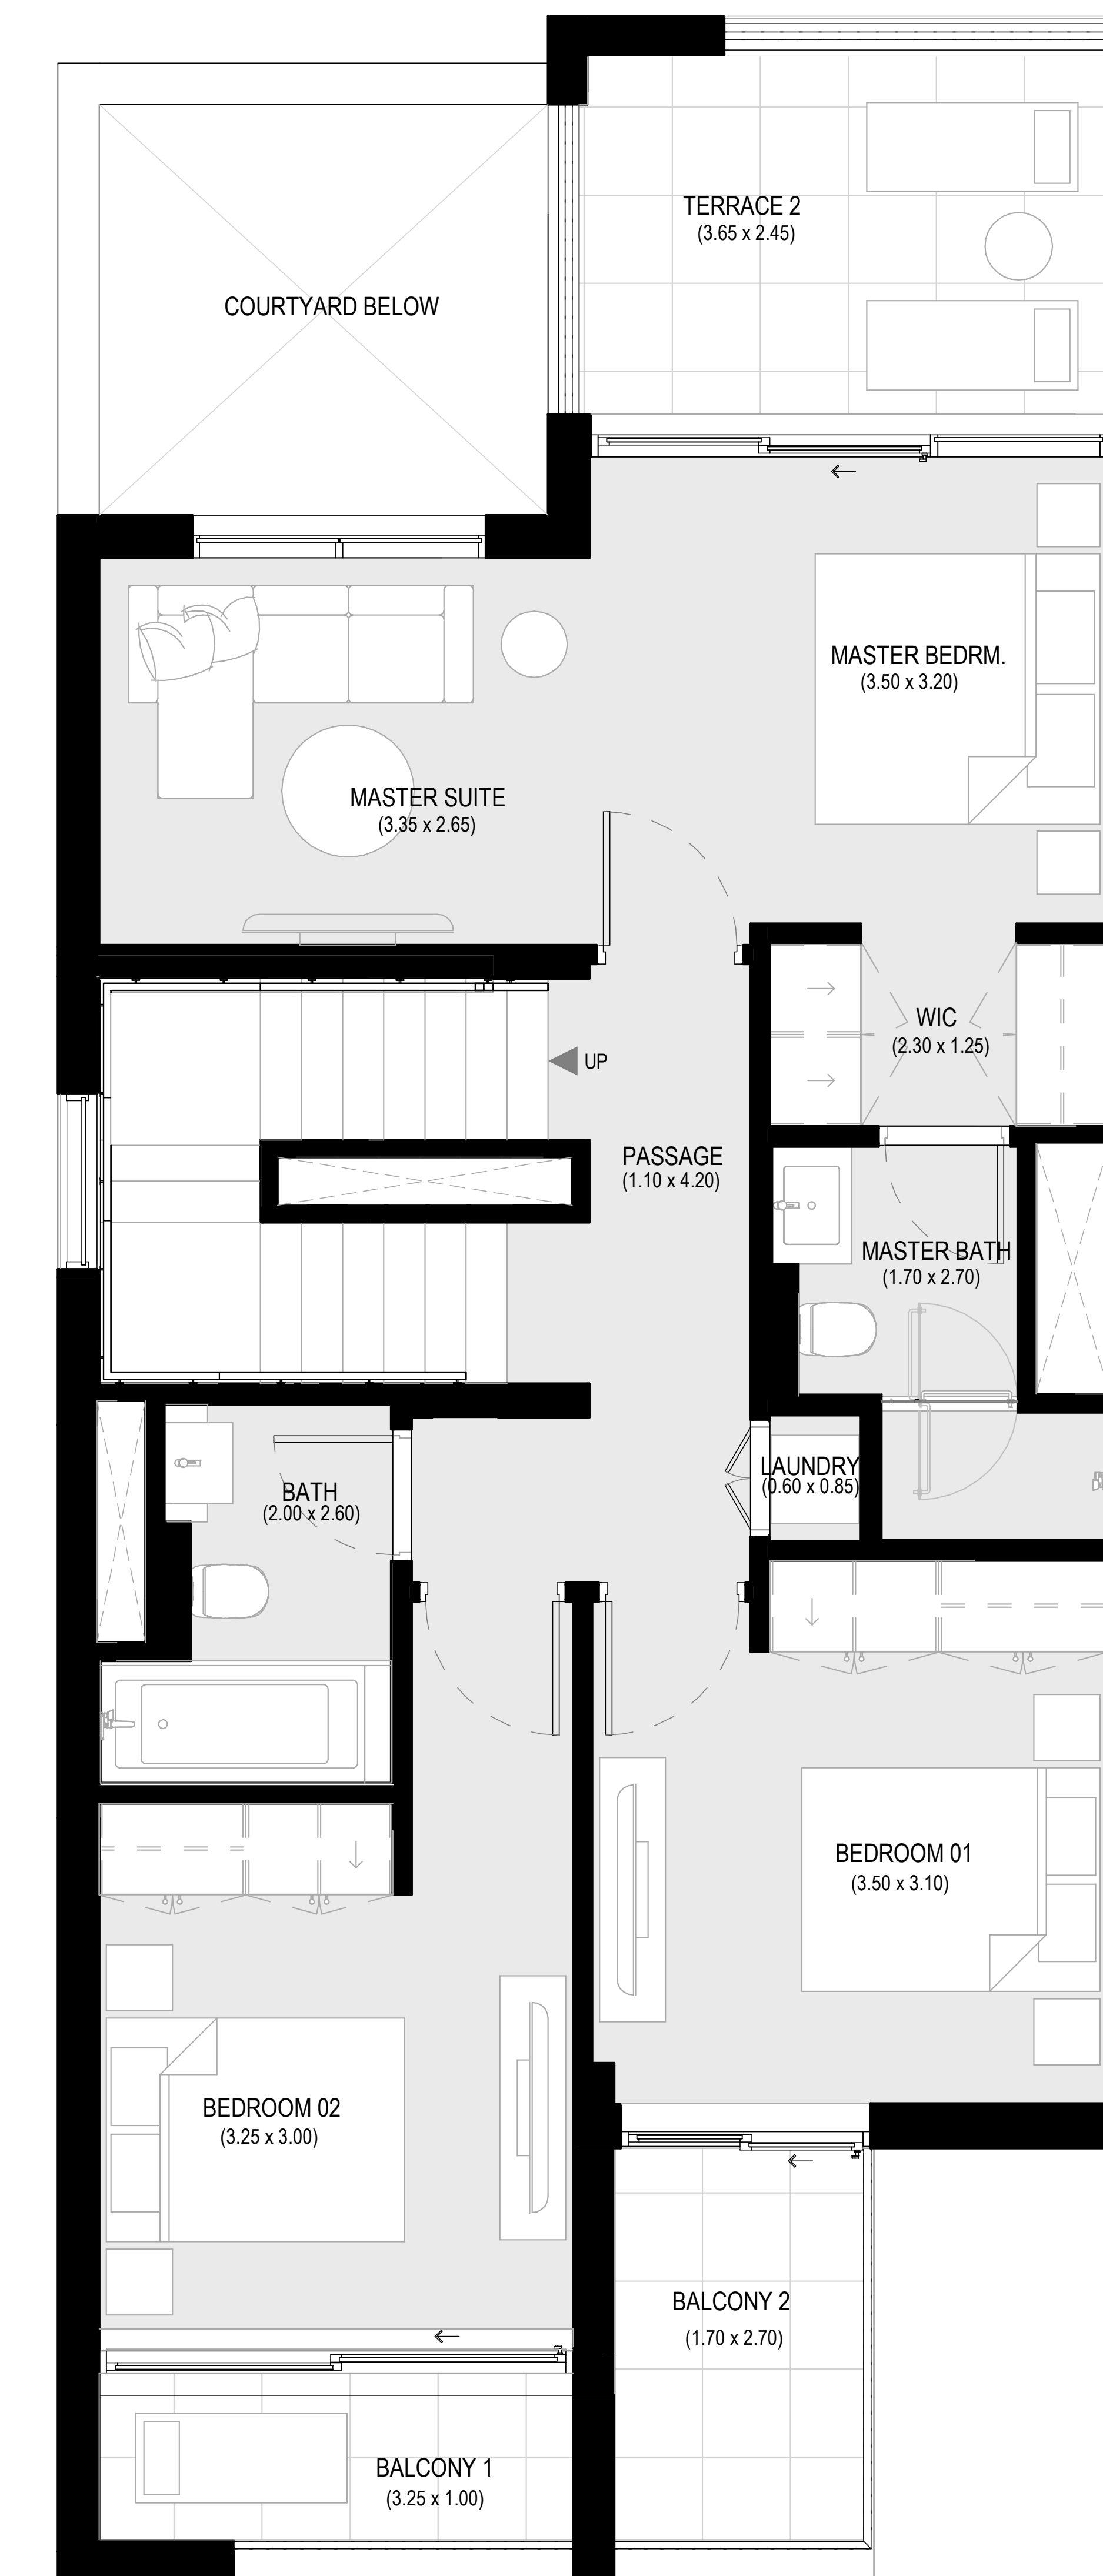 TERRACE 2
(3.65 x 2.45)
COURTYARD BELOW
MASTER BEDRM.
(3.50 x 3.20)
MASTER SUITE
(3.35 x 2.65)
WIC
(2.30 x 1.25)
UP
PASSAGE
(1.10 x 4.20)
MASTER BATH
(1.70 x 2.70)
LAUNDRY
(0.60 x 0.85)
BATH
(2.00 x 2.60)
BEDROOM 01
(3.50 x 3.10)
BEDROOM 02
(3.25 x 3.00)
BALCONY 2
(1.70 x 2.70)
BALCONY 1
(3.25 x 1.00)